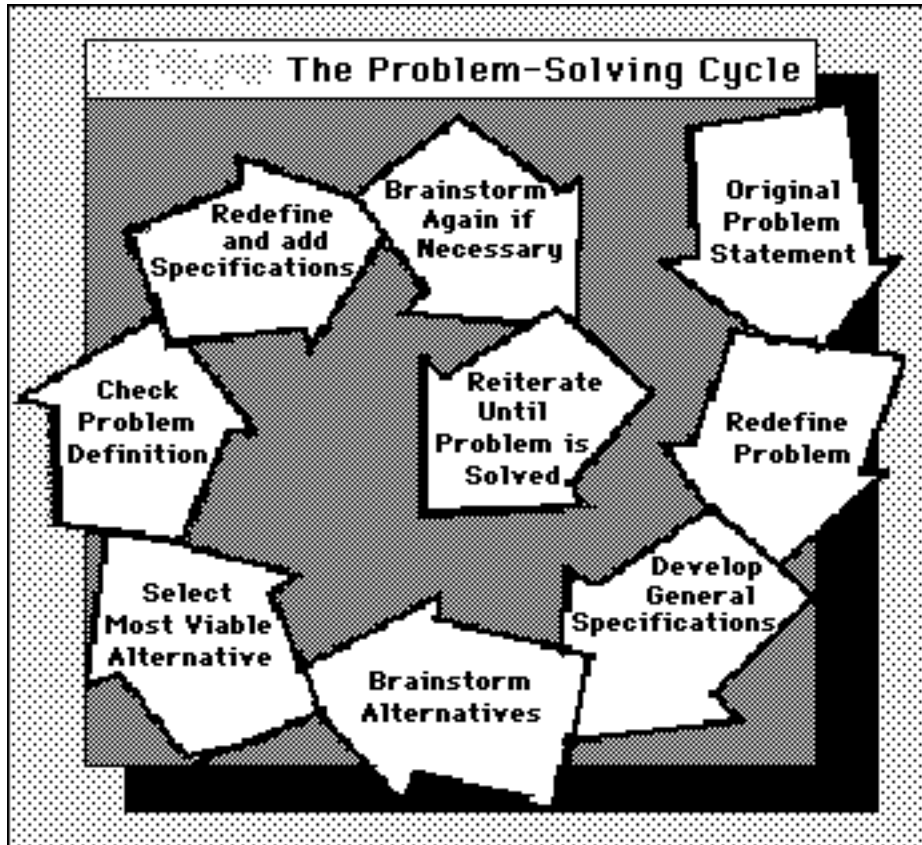 The Problem-Solving Cycle
Original
Problem
Statement
Redefine
Problem
Develop
General
Specifications
Brainstorm
Alternatives
Select
Most Viable
Alternative
Check
Problem
Definition
Redefine
and add
Specifications
Brainstorm
Again if
Necessary
Reiterate
Until
Problem is
Solved